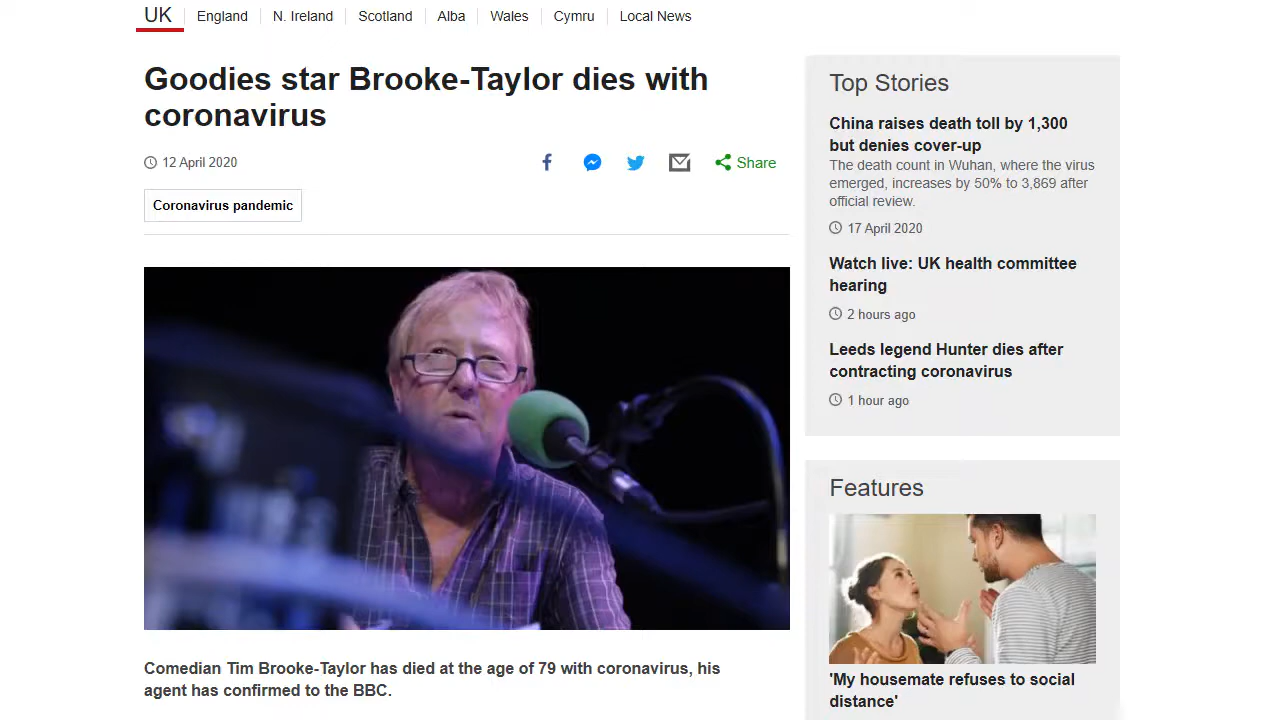 UK
England
N. Ireland
Scotland
Alba
Wales
Cymru
Local News
Goodies star Brooke-Taylor dies with
coronavirus
12 April 2020
Share
Coronavirus pandemic
Comedian Tim Brooke-Taylor has died at the age of 79 with coronavirus, his
agent has confirmed to the BBC.
Top Stories
China raises death toll by 1,300
but denies cover-up
The death count in Wuhan, where the virus
emerged, increases by 50% to 3,869 after
official review.
17 April 2020
Watch live: UK health committee
hearing
2 hours ago
Leeds legend Hunter dies after
contracting coronavirus
1 hour ago
Features
'My housemate refuses to social
distance'